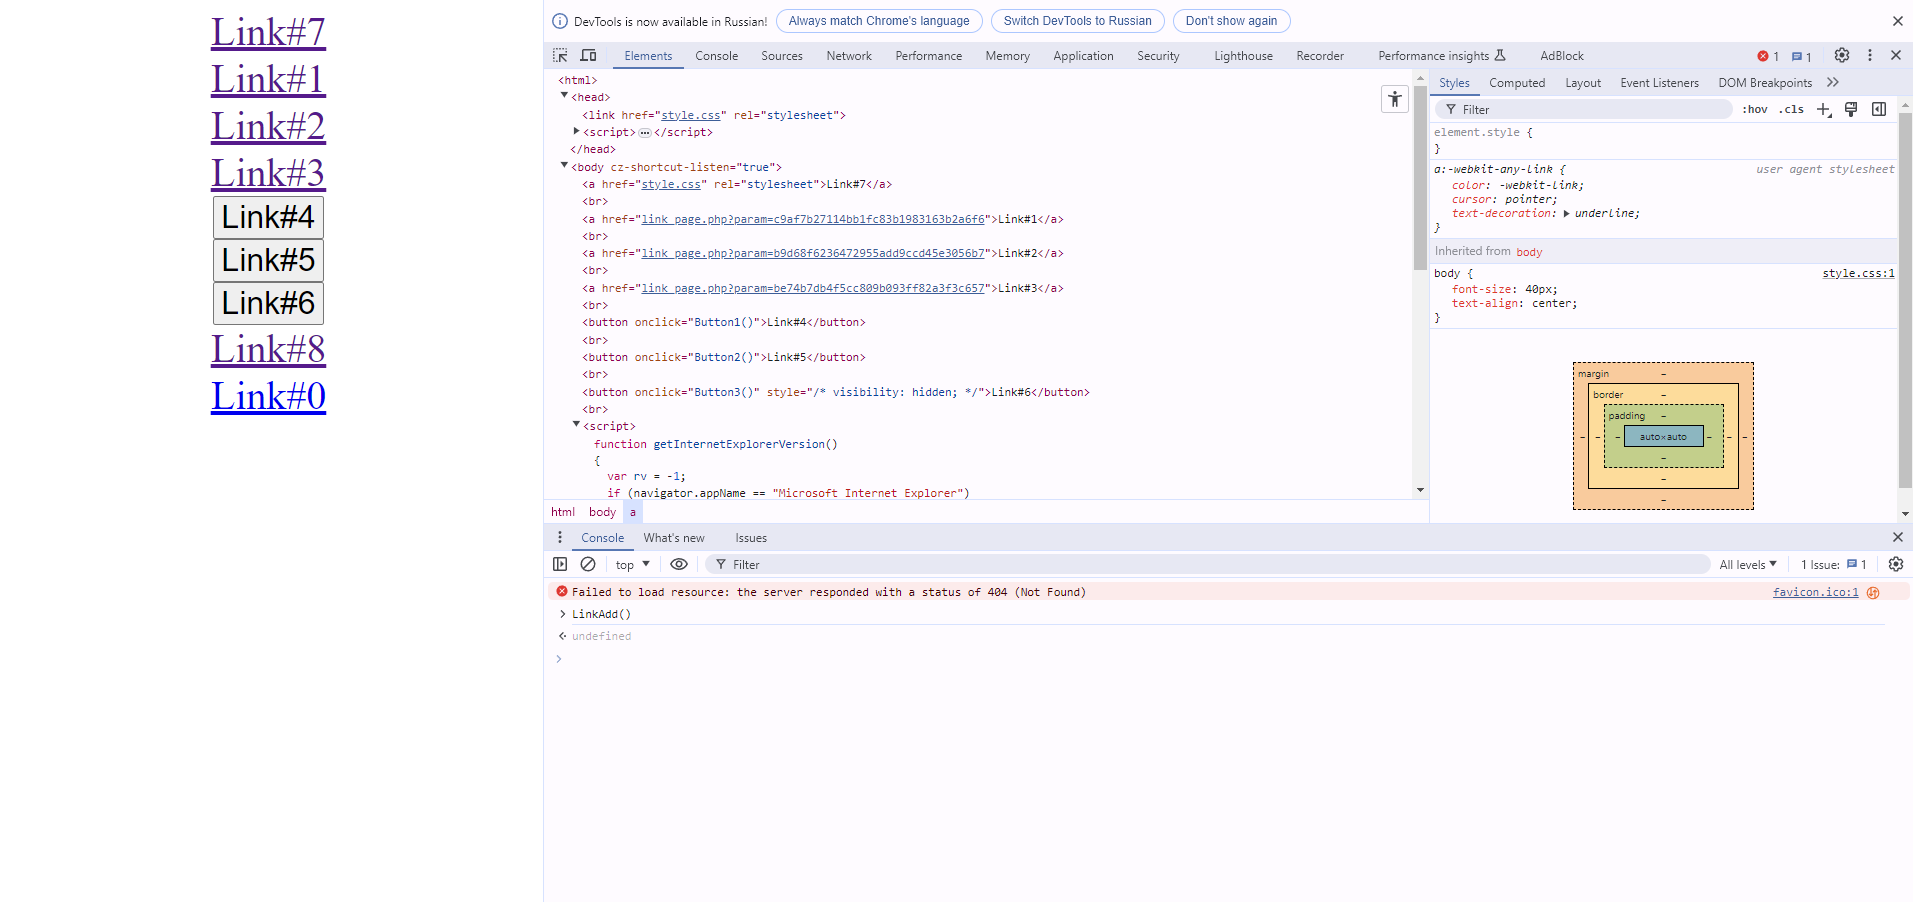 Link#7
Link#1
Link#2
Link#3
Link#4
Link#5
Link#6
Link#8
Link#0
DevTools is now available in Russian! Always match Chrome's language Switch DevTools to Russian Don't show again
Elements Console Sources Network Performance Memory Application Security Lighthouse Recorder Performance insights AdBlock 1 1
<html>
<head>
<link href="style.css" rel="stylesheet">
<script>…</script>
</head>
<body cz-shortcut-listen="true">
<a href="style.css" rel="stylesheet">Link#7</a>
<br>
<a href="link_page.php?param=c9af7b27114bb1fc83b1983163b2a6f6">Link#1</a>
<br>
<a href="link_page.php?param=b9d68f6236472955add9ccd45e3056b7">Link#2</a>
<br>
<a href="link_page.php?param=be74b7db4f5cc809b093ff82a3f3c657">Link#3</a>
<br>
<button onclick="Button1()">Link#4</button>
<br>
<button onclick="Button2()">Link#5</button>
<br>
<button onclick="Button3()" style="/* visibility: hidden; */">Link#6</button>
<br>
<script>
function getInternetExplorerVersion()
{
var rv = -1;
if (navigator.appName == "Microsoft Internet Explorer")
html body a
Styles Computed Layout Event Listeners DOM Breakpoints
Filter :hov .cls
element.style {
}
a:-webkit-any-link { user agent stylesheet
color: -webkit-link;
cursor: pointer;
text-decoration: underline;
}
Inherited from body
body { style.css:1
font-size: 40px;
text-align: center;
}
margin –
border –
padding –
– – – auto×auto – – –
–
–
–
Console What's new Issues
top Filter All levels 1 Issue: 1
Failed to load resource: the server responded with a status of 404 (Not Found) favicon.ico:1
LinkAdd()
undefined